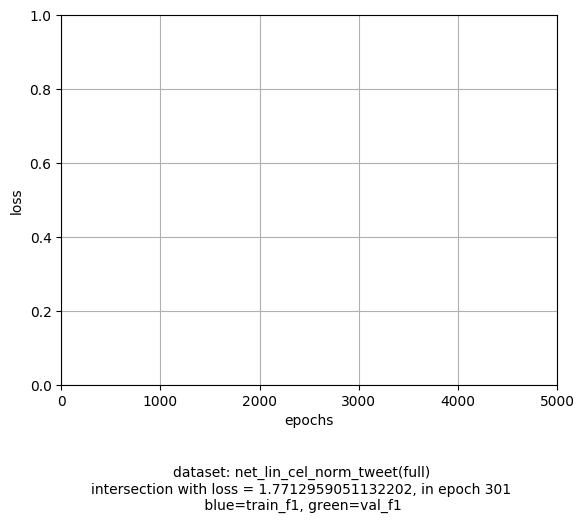 1.0
0.8
0.6
loss
0.4
0.2
0.0
0 1000 2000 3000 4000 5000
epochs
dataset: net_lin_cel_norm_tweet(full)
intersection with loss = 1.7712959051132202, in epoch 301
blue=train_f1, green=val_f1